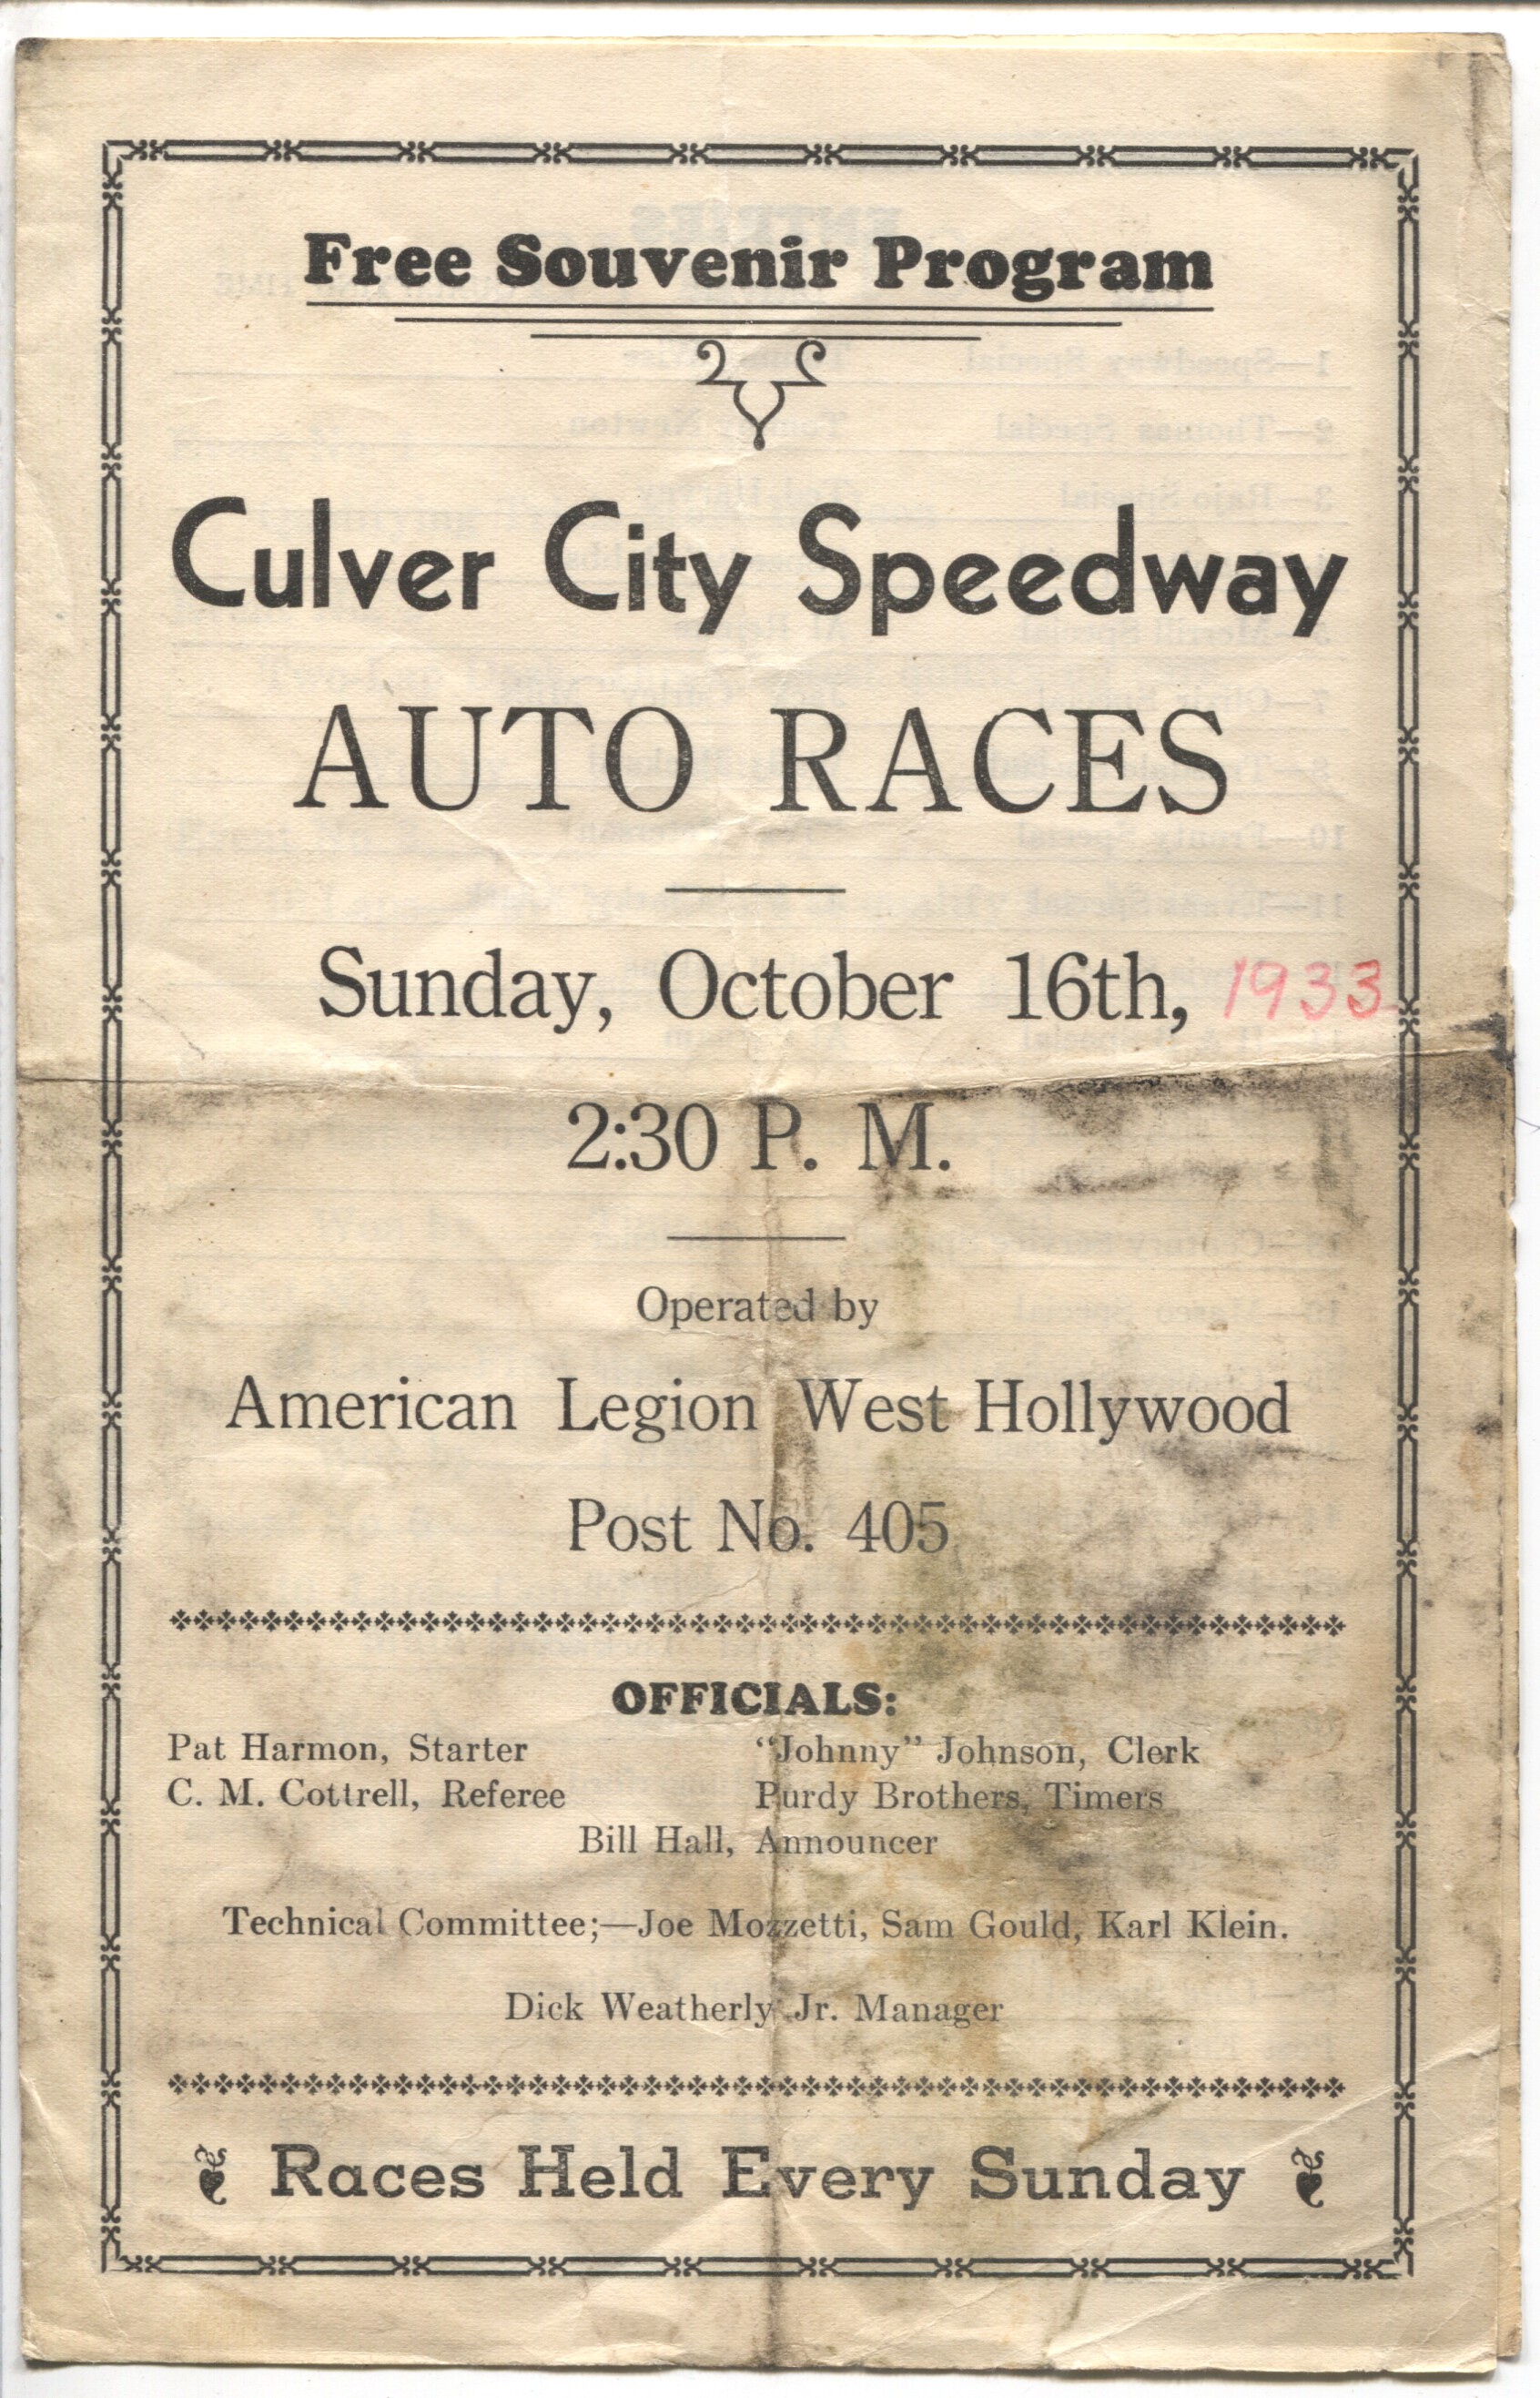 Free Souvenir Program
Culver City Speedway
AUTO RACES
Sunday, October 16th, 1933
2:30 P. M.
Operated by
American Legion West Hollywood
Post No. 405
OFFICIALS:
Pat Harmon, Starter "Johnny" Johnson, Clerk
C. M. Cottrell, Referee Purdy Brothers, Timers
Bill Hall, Announcer
Technical Committee;—Joe Mozzetti, Sam Gould, Karl Klein.
Dick Weatherly Jr. Manager
Races Held Every Sunday